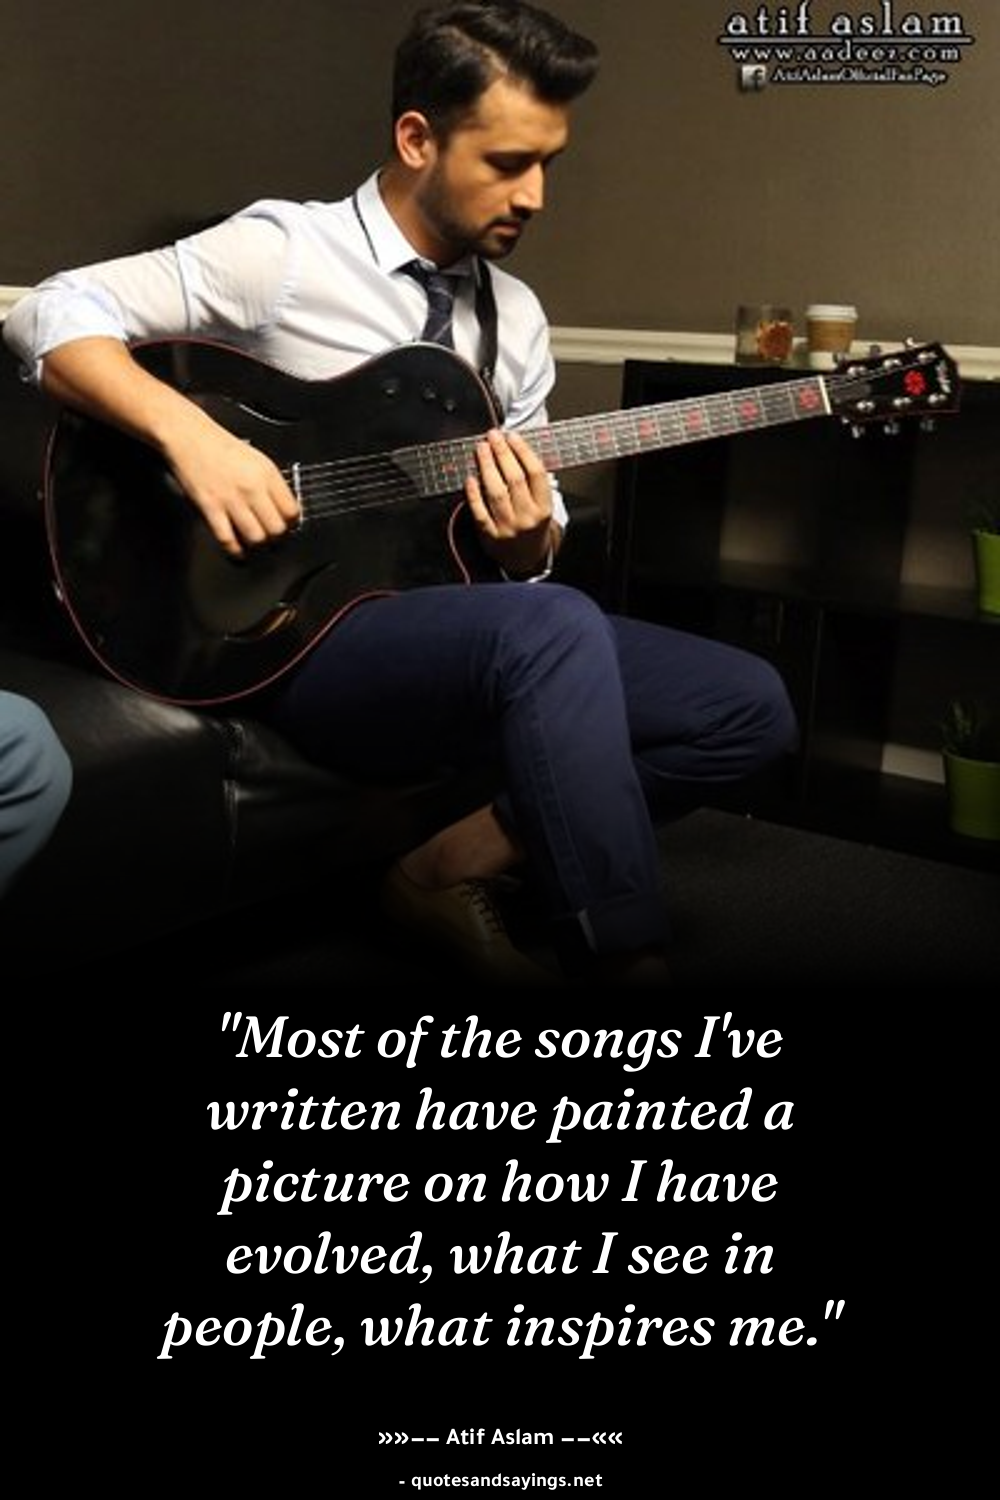 atif aslam
www.aadeez.com
AtifAslamOfficialFanPage
"Most of the songs I've
written have painted a
picture on how I have
evolved, what I see in
people, what inspires me."
»»−− Atif Aslam −−««
- quotesandsayings.net